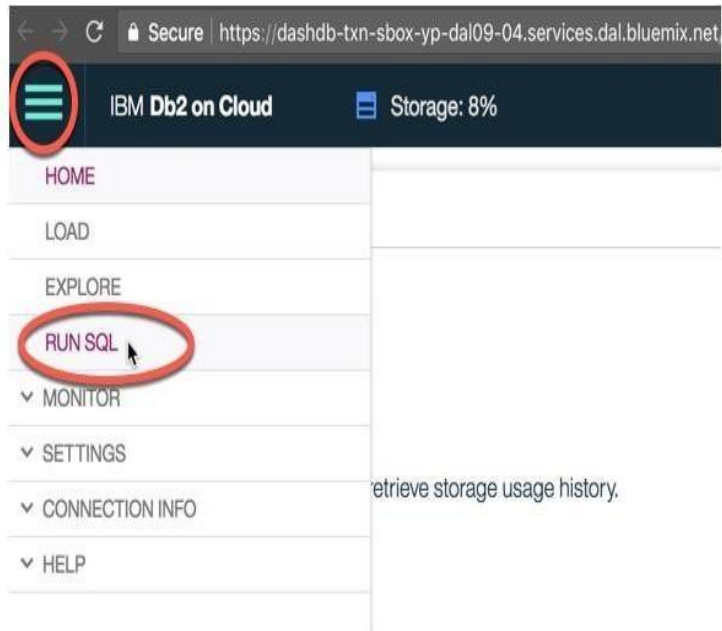 Secure | https://dashdb-txn-sbox-yp-dal09-04.services.dal.bluemix.net/
IBM Db2 on Cloud Storage: 8%
HOME
LOAD
EXPLORE
RUN SQL
MONITOR
SETTINGS
etrieve storage usage history.
CONNECTION INFO
HELP